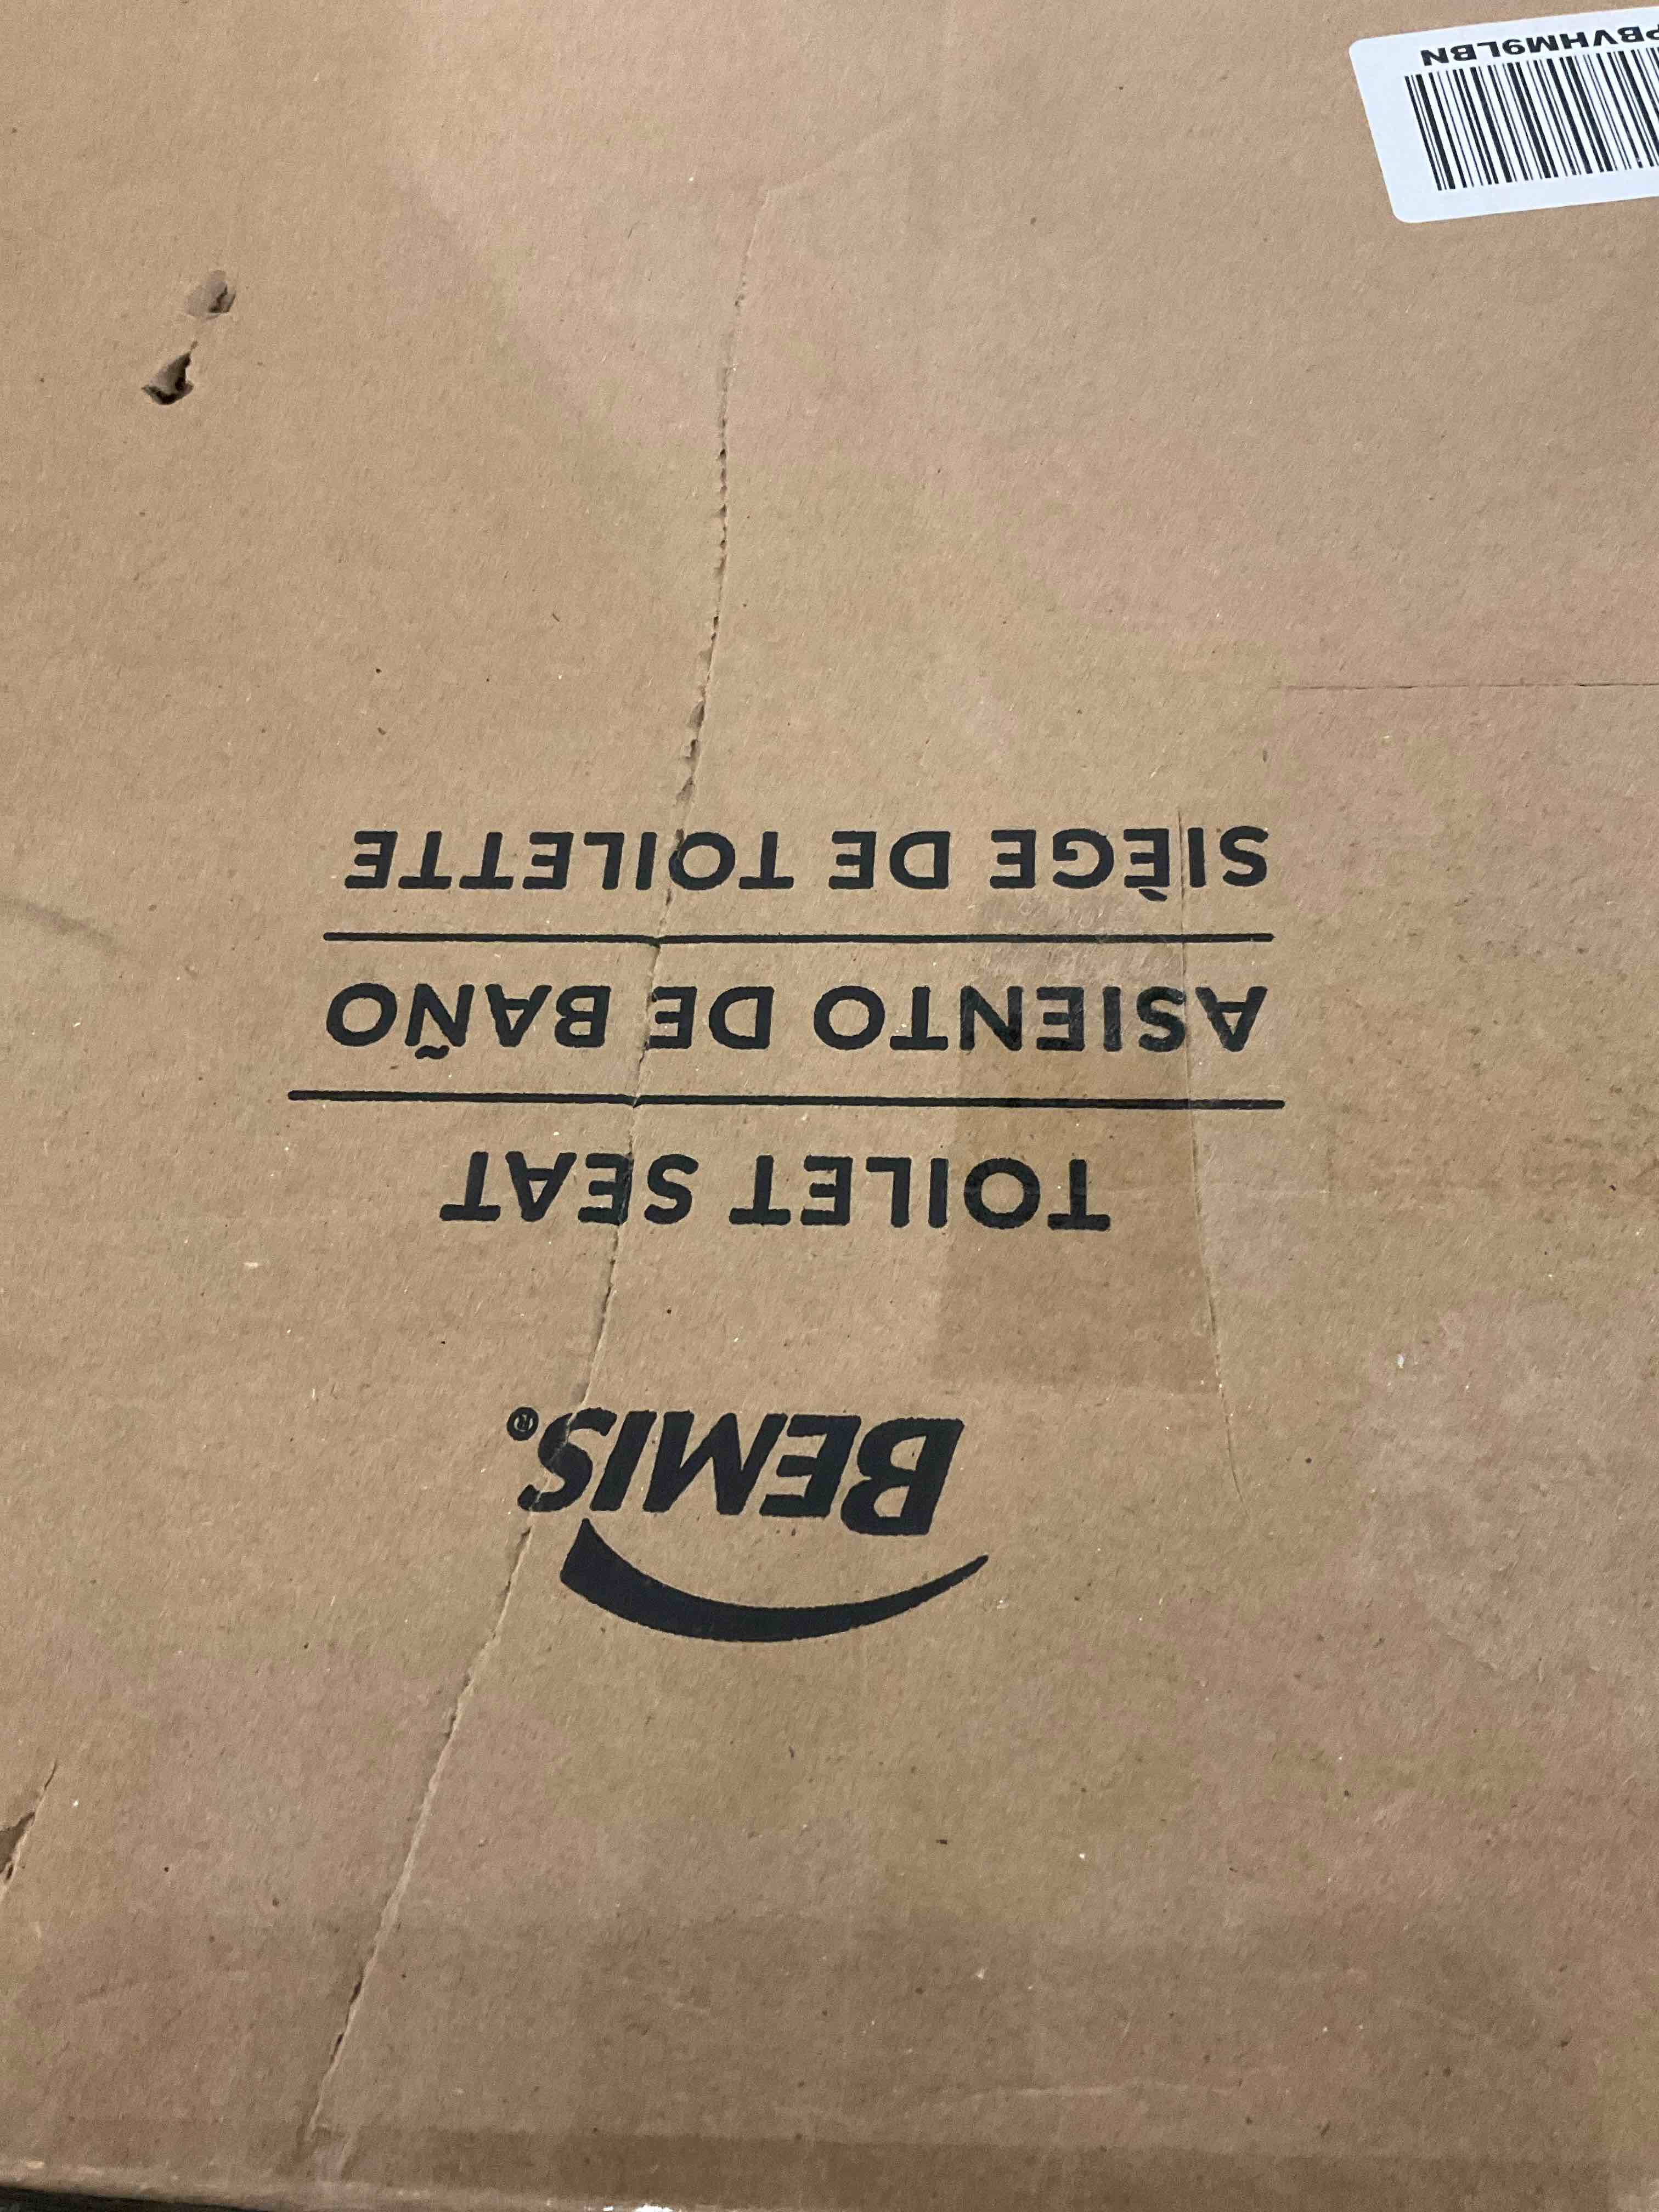 BEMIS®
TOILET SEAT
ASIENTO DE BAÑO
SIÈGE DE TOILETTE
PBVHM9LBN